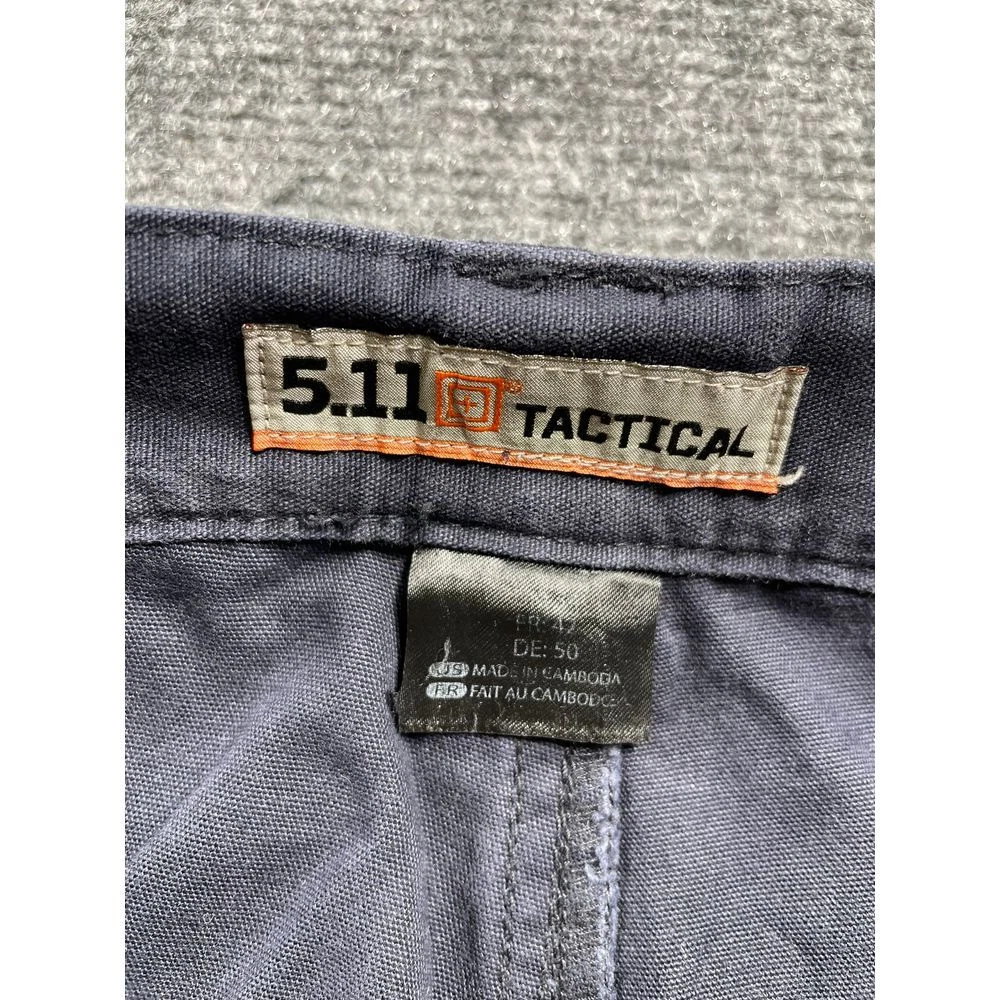 5.11® TACTICAL
FR: 42
DE: 50
US MADE IN CAMBODIA
FR FAIT AU CAMBODGE